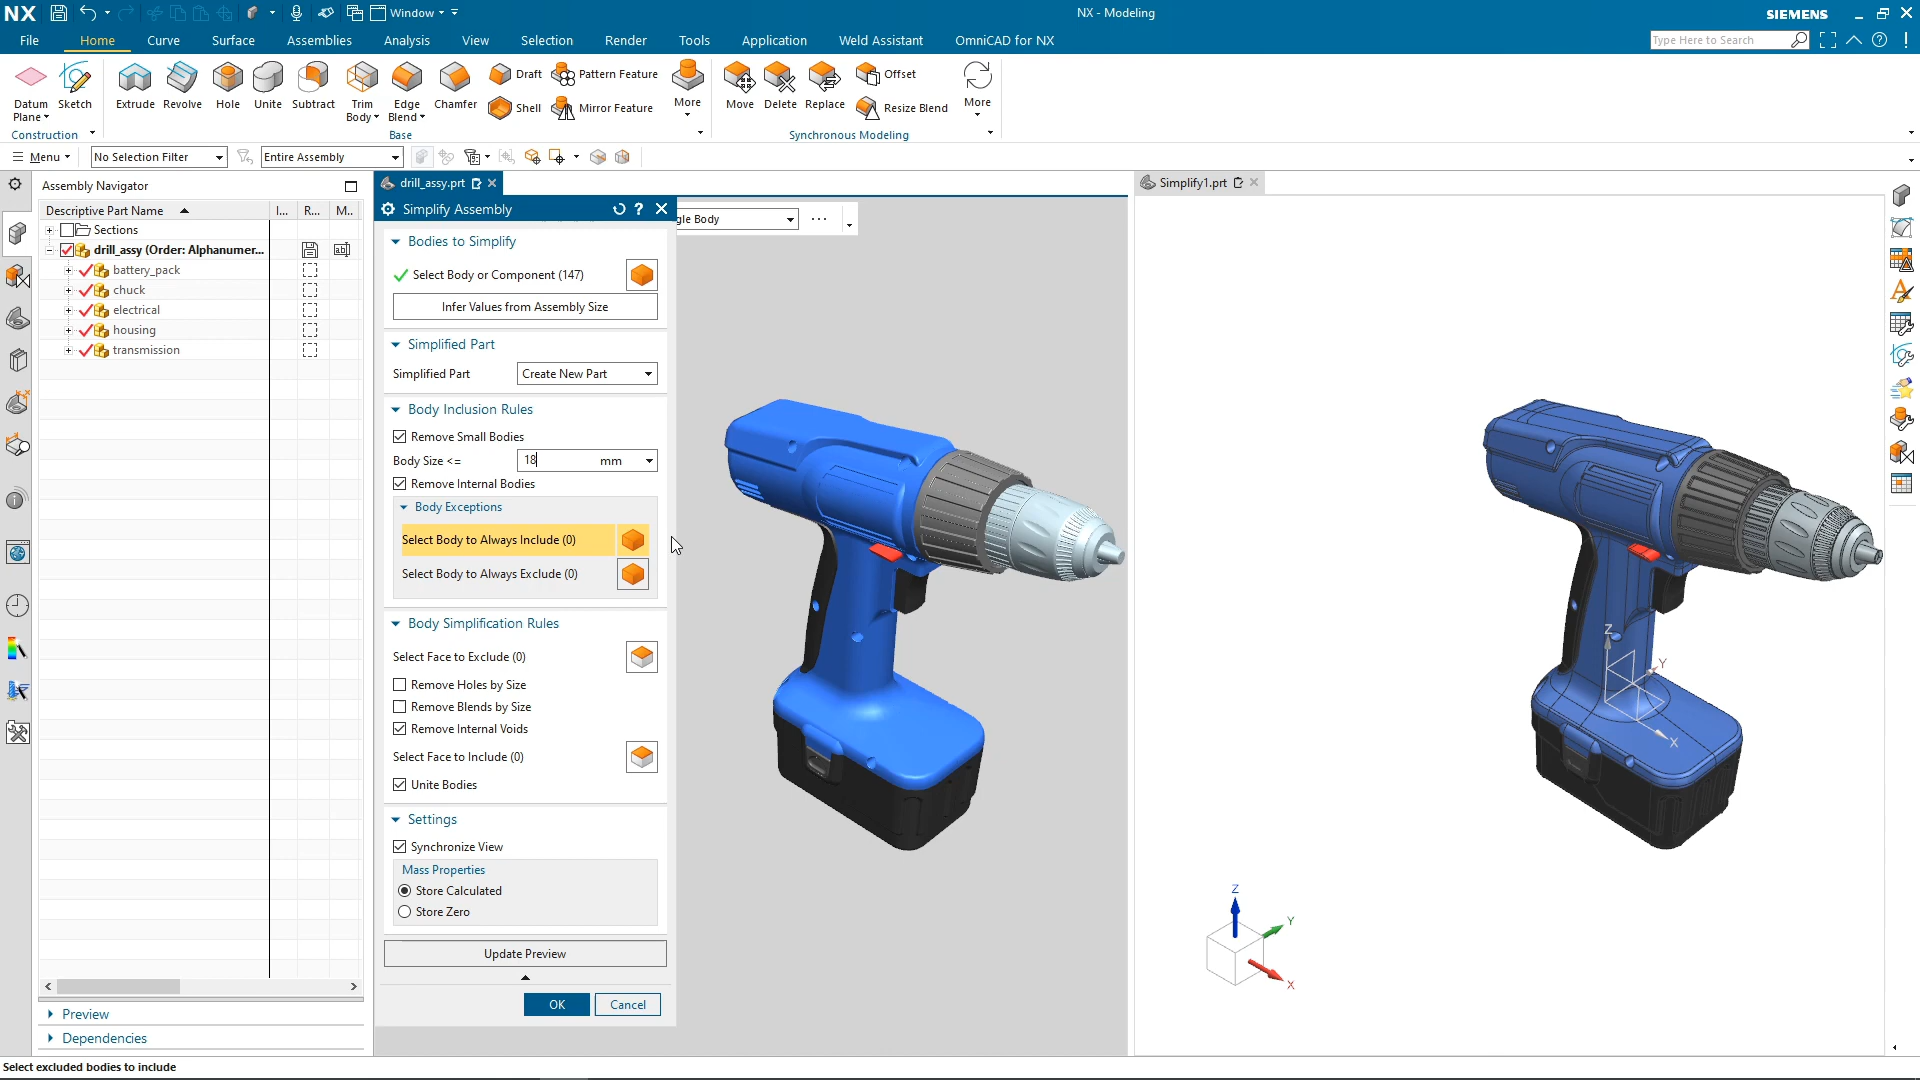 NX Window NX - Modeling SIEMENS
File Home Curve Surface Assemblies Analysis View Selection Render Tools Application Weld Assistant OmniCAD for NX Type Here to Search
Datum Plane Sketch Extrude Revolve Hole Unite Subtract Trim Body Edge Blend Chamfer Draft Shell Pattern Feature Mirror Feature More Move Delete Replace Offset Resize Blend More
Construction Base Synchronous Modeling
Menu No Selection Filter Entire Assembly
Assembly Navigator
Descriptive Part Name I... R... M..
Sections
drill_assy (Order: Alphanumer...
battery_pack
chuck
electrical
housing
transmission
Preview
Dependencies
drill_assy.prt
Simplify Assembly
gle Body
Bodies to Simplify
Select Body or Component (147)
Infer Values from Assembly Size
Simplified Part
Simplified Part Create New Part
Body Inclusion Rules
Remove Small Bodies
Body Size <= 18 mm
Remove Internal Bodies
Body Exceptions
Select Body to Always Include (0)
Select Body to Always Exclude (0)
Body Simplification Rules
Select Face to Exclude (0)
Remove Holes by Size
Remove Blends by Size
Remove Internal Voids
Select Face to Include (0)
Unite Bodies
Settings
Synchronize View
Mass Properties
Store Calculated
Store Zero
Update Preview
OK Cancel
Simplify1.prt
Z
Y
X
Z
Y
X
Select excluded bodies to include